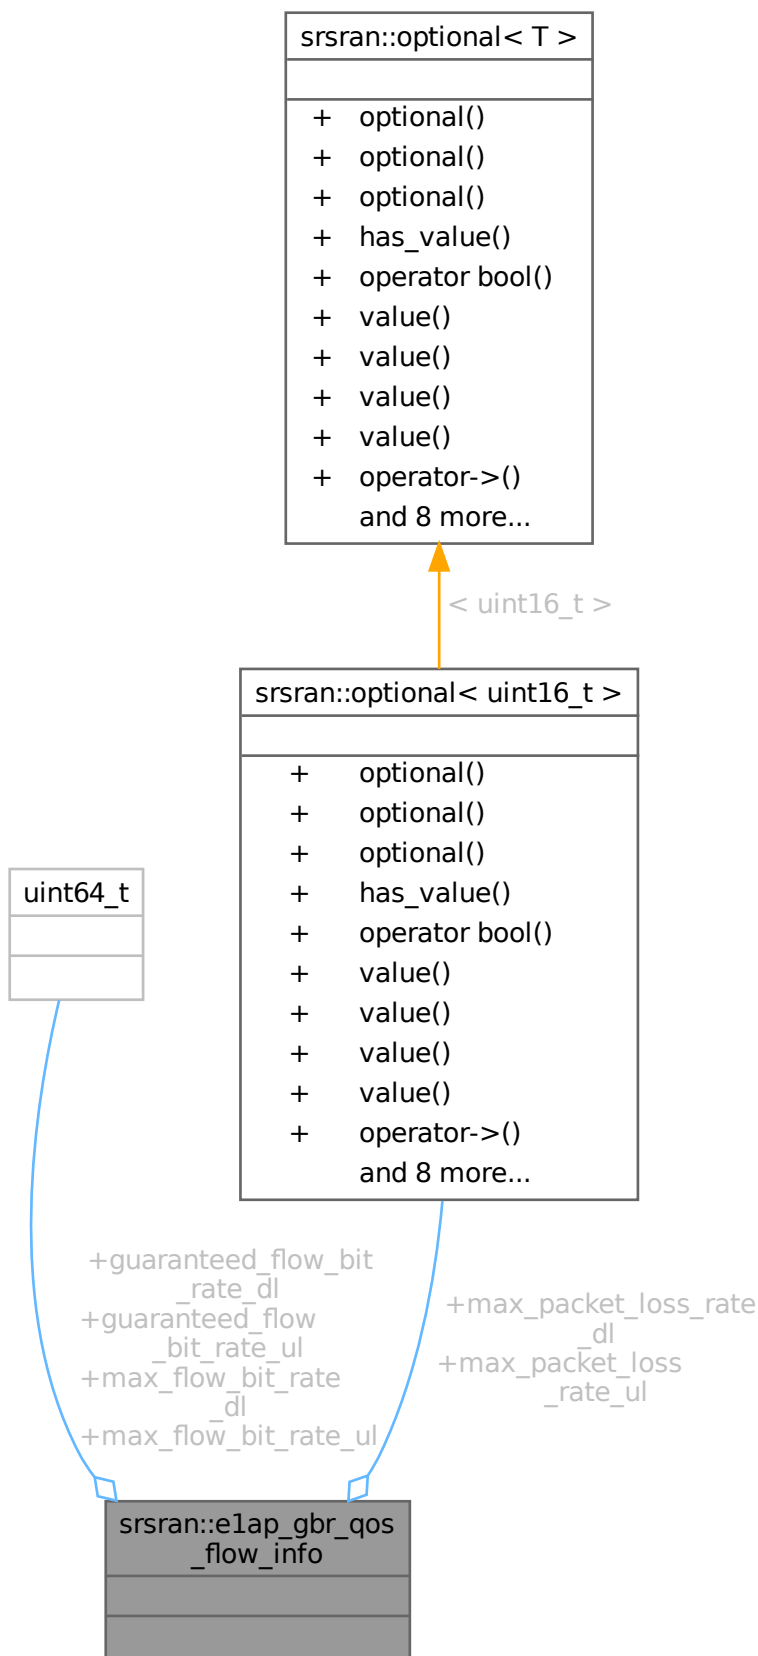 srsran::optional< T >
+ optional()
+ optional()
+ optional()
+ has_value()
+ operator bool()
+ value()
+ value()
+ value()
+ value()
+ operator->()
and 8 more...
< uint16_t >
srsran::optional< uint16_t >
+ optional()
+ optional()
+ optional()
+ has_value()
+ operator bool()
+ value()
+ value()
+ value()
+ value()
+ operator->()
and 8 more...
uint64_t
+guaranteed_flow_bit
_rate_dl
+guaranteed_flow
_bit_rate_ul
+max_flow_bit_rate
_dl
+max_flow_bit_rate_ul
+max_packet_loss_rate
_dl
+max_packet_loss
_rate_ul
srsran::e1ap_gbr_qos
_flow_info